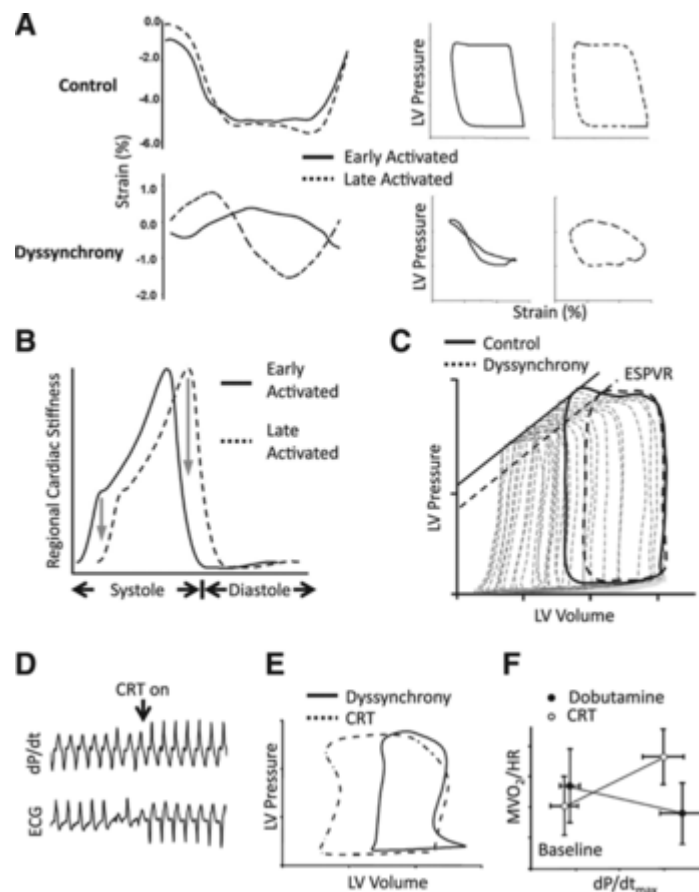 A
Control
Dyssynchrony
Strain (%)
0.0
-2.0
-4.0
-6.0
1.0
0.0
-1.0
-2.0
Early Activated
Late Activated
LV Pressure
LV Pressure
Strain (%)
B
Regional Cardiac Stiffness
Early
Activated
Late
Activated
Systole
Diastole
C
Control
Dyssynchrony
ESPVR
LV Pressure
LV Volume
D
CRT on
dP/dt
ECG
E
Dyssynchrony
CRT
LV Pressure
LV Volume
F
Dobutamine
CRT
MVO2/HR
Baseline
dP/dtmax